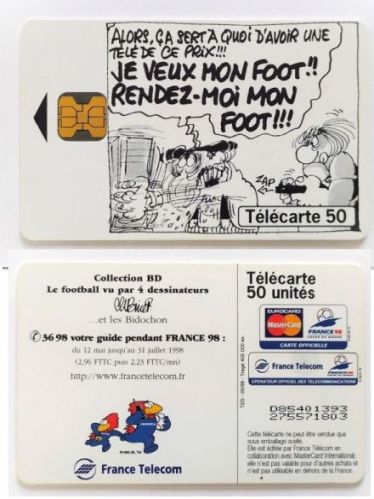 ALORS, ÇA SERT À QUOI D'AVOIR UNE
TÉLÉ DE CE PRIX!!!
JE VEUX MON FOOT!!
RENDEZ-MOI MON
FOOT!!!
ZAP
Télécarte 50
Collection BD
Le football vu par 4 dessinateurs
...et les Bidochon
3698 votre guide pendant FRANCE 98 :
du 12 mai jusqu'au 31 juillet 1998
(2,96 FTTC puis 2,23 FTTC/mn)
http://www.francetelecom.fr
France Telecom
Télécarte
50 unités
EUROCARD
MasterCard
FRANCE 98
CARTE OFFICIELLE
France Telecom
FRANCE 98
OPERATEUR OFFICIEL DES TELECOMMUNICATIONS
D85401393
275571803
Cette télécarte ne peut être vendue que
sous emballage scellé.
Elle est éditée par France Télécom en
collaboration avec MasterCard International,
elle n'est pas valable pour d'autres achats et
n'est pas utilisable en dehors de la France.